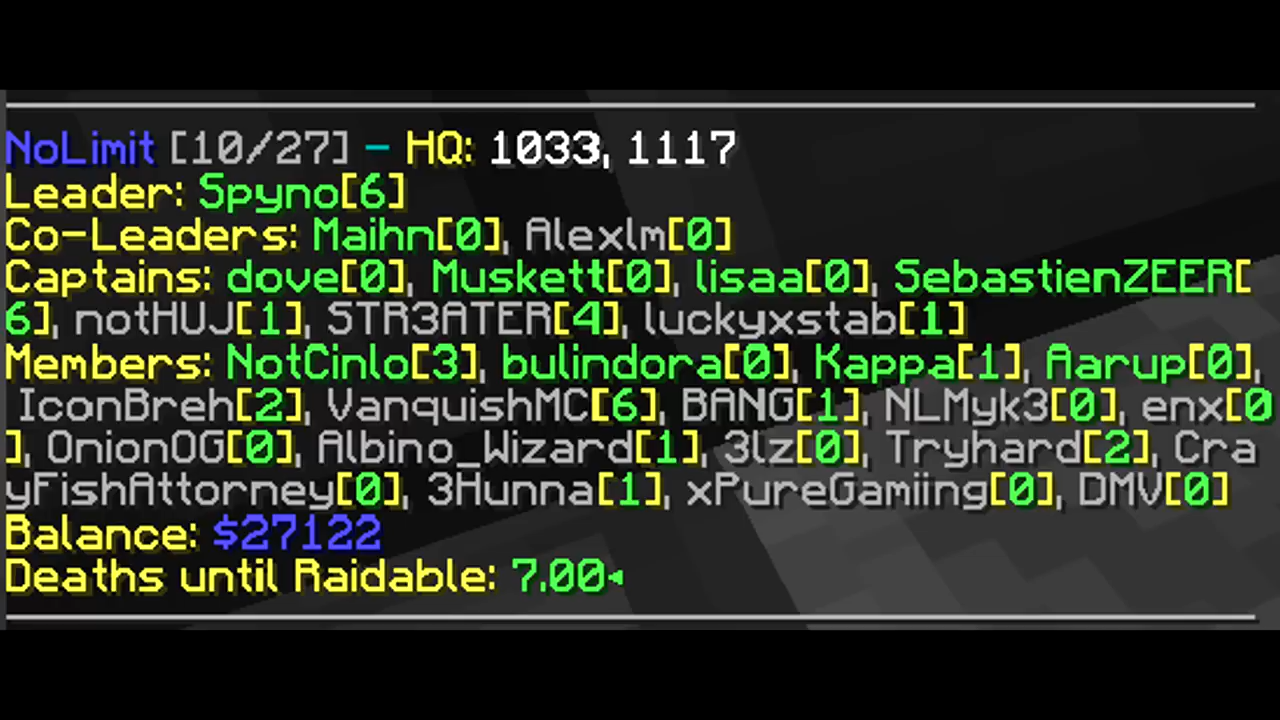 NoLimit [10/27] - HQ: 1033, 1117
Leader: Spyno[6]
Co-Leaders: Maihn[0], Alexlm[0]
Captains: dove[0], Muskett[0], lisaa[0], SebastienZEER[
6], notHUJ[1], STR3ATER[4], luckyxstab[1]
Members: NotCinlo[3], bulindora[0], Kappa[1], Aarup[0],
IconBreh[2], VanquishMC[6], BANG[1], NLMyk3[0], enx[0
], OnionOG[0], Albino_Wizard[1], 3lz[0], Tryhard[2], Cra
yFishAttorney[0], 3Hunna[1], xPureGamiing[0], DMV[0]
Balance: $27122
Deaths until Raidable: 7.00◂